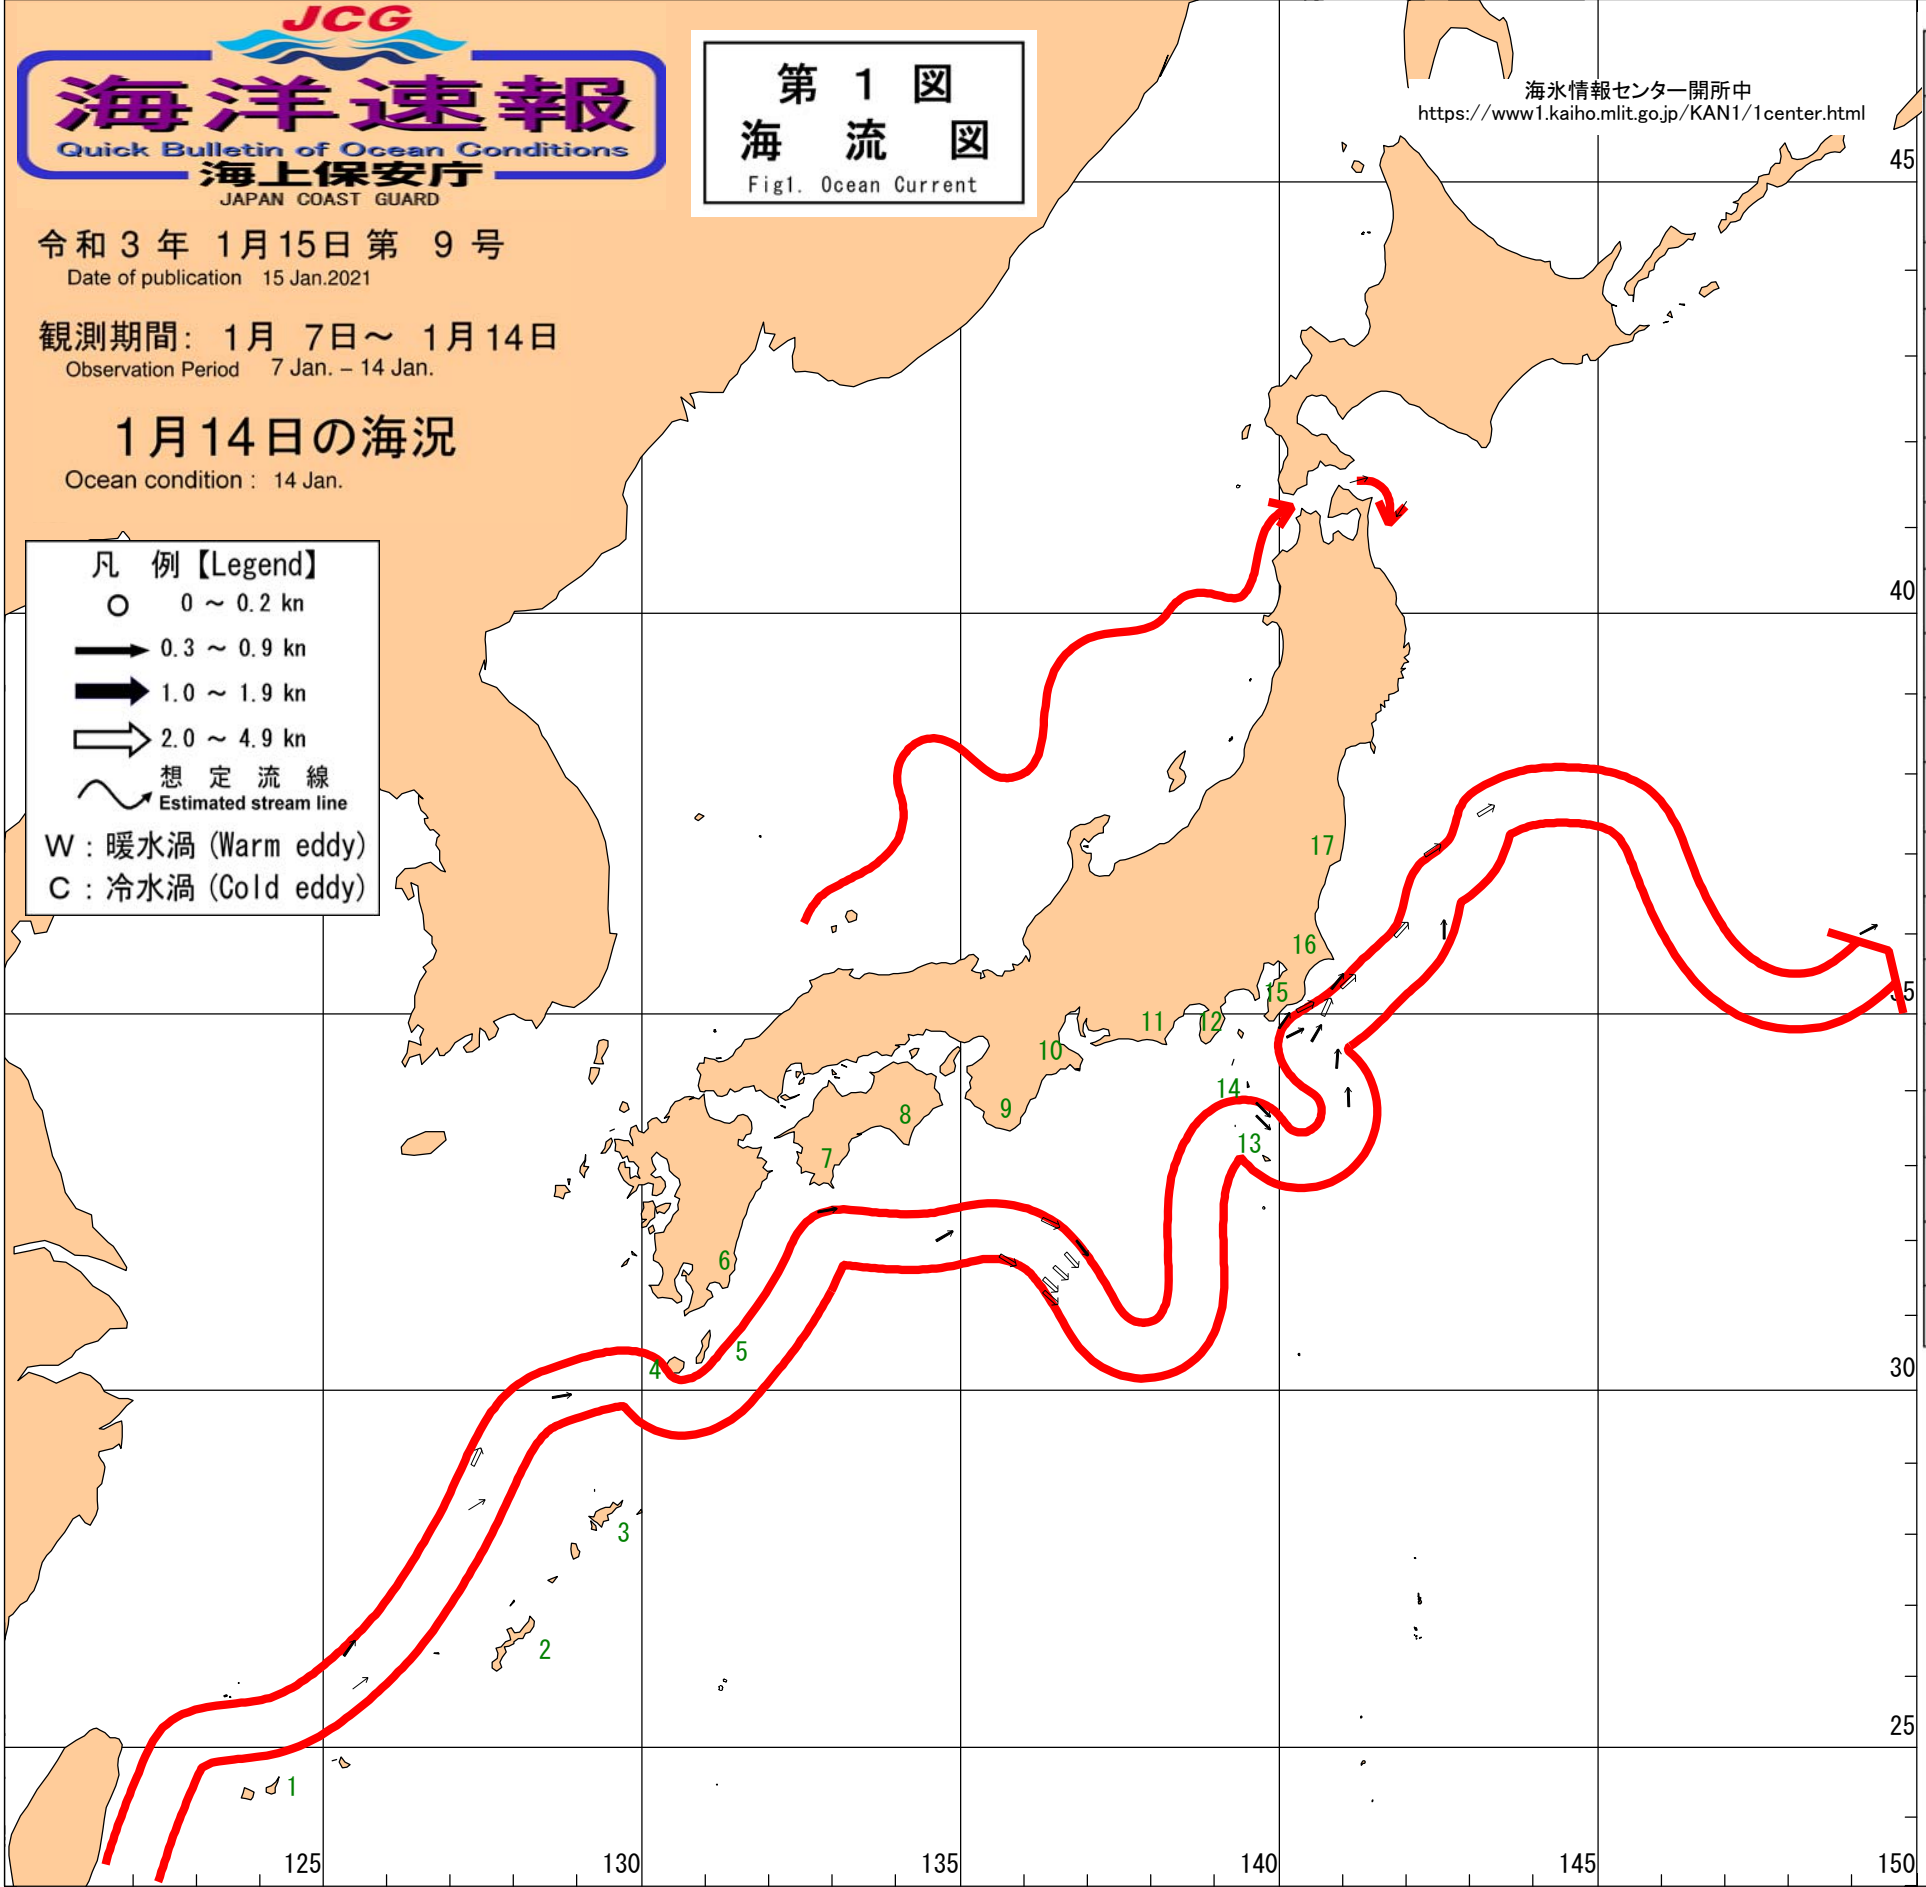 JCG
海洋速報
Quick Bulletin of Ocean Conditions
海上保安庁
JAPAN COAST GUARD
令和 3 年 1月15日 第 9 号
Date of publication 15 Jan.2021
観測期間: 1月 7日～ 1月14日
Observation Period 7 Jan. – 14 Jan.
1月14日の海況
Ocean condition : 14 Jan.
第 1 図
海 流 図
Fig1. Ocean Current
海氷情報センター開所中
https://www1.kaiho.mlit.go.jp/KAN1/1center.html
凡 例【Legend】
0 ～ 0.2 kn
0.3 ～ 0.9 kn
1.0 ～ 1.9 kn
2.0 ～ 4.9 kn
想 定 流 線
Estimated stream line
W : 暖水渦 (Warm eddy)
C : 冷水渦 (Cold eddy)
45
40
35
30
25
125
130
135
140
145
150
17
16
15
12
11
10
14
9
8
13
7
6
5
4
3
2
1